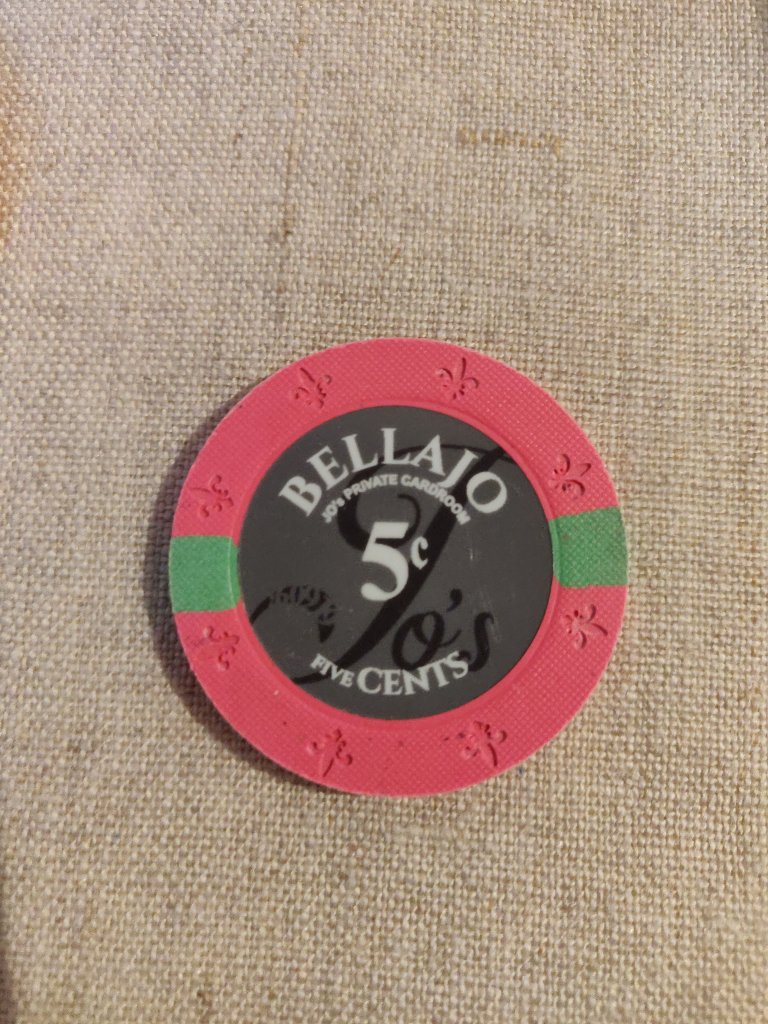 BELLAJO
JO's PRIVATE CARDROOM
5¢
Jo's
FIVE CENTS